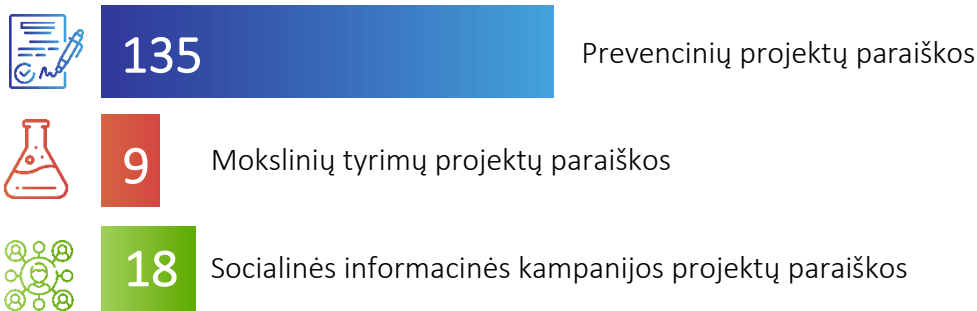 135 Prevencinių projektų paraiškos
9 Mokslinių tyrimų projektų paraiškos
18 Socialinės informacinės kampanijos projektų paraiškos